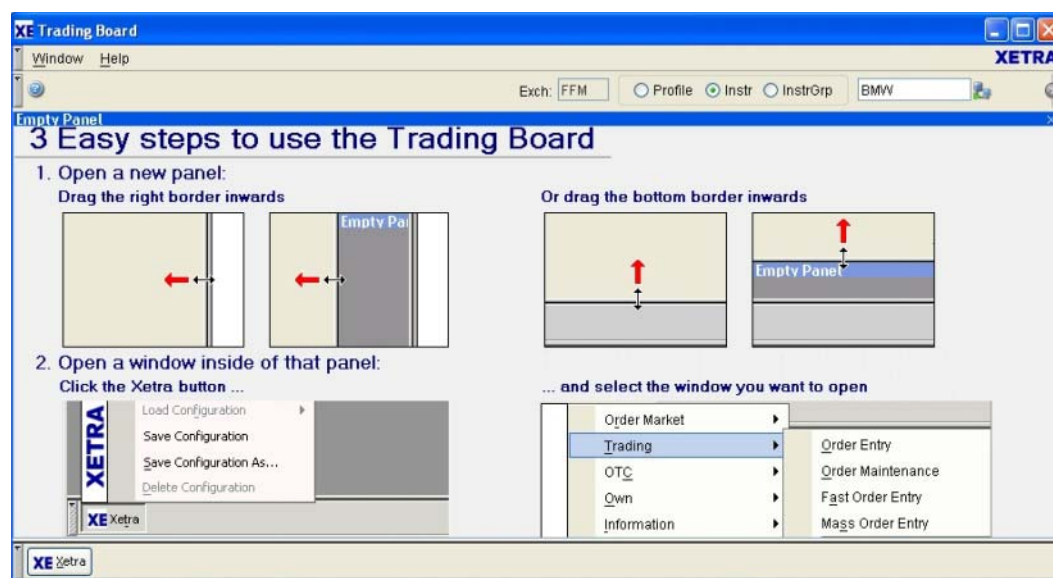 XE Trading Board
Window Help
XETRA
Exch: FFM Profile Instr InstrGrp BMW
Empty Panel
3 Easy steps to use the Trading Board
1. Open a new panel:
Drag the right border inwards
Or drag the bottom border inwards
Empty Pa
Empty Panel
2. Open a window inside of that panel:
Click the Xetra button ...
... and select the window you want to open
XETRA
Load Configuration
Save Configuration
Save Configuration As...
Delete Configuration
XE Xetra
Order Market
Trading
OTC
Own
Information
Order Entry
Order Maintenance
Fast Order Entry
Mass Order Entry
XE Xetra